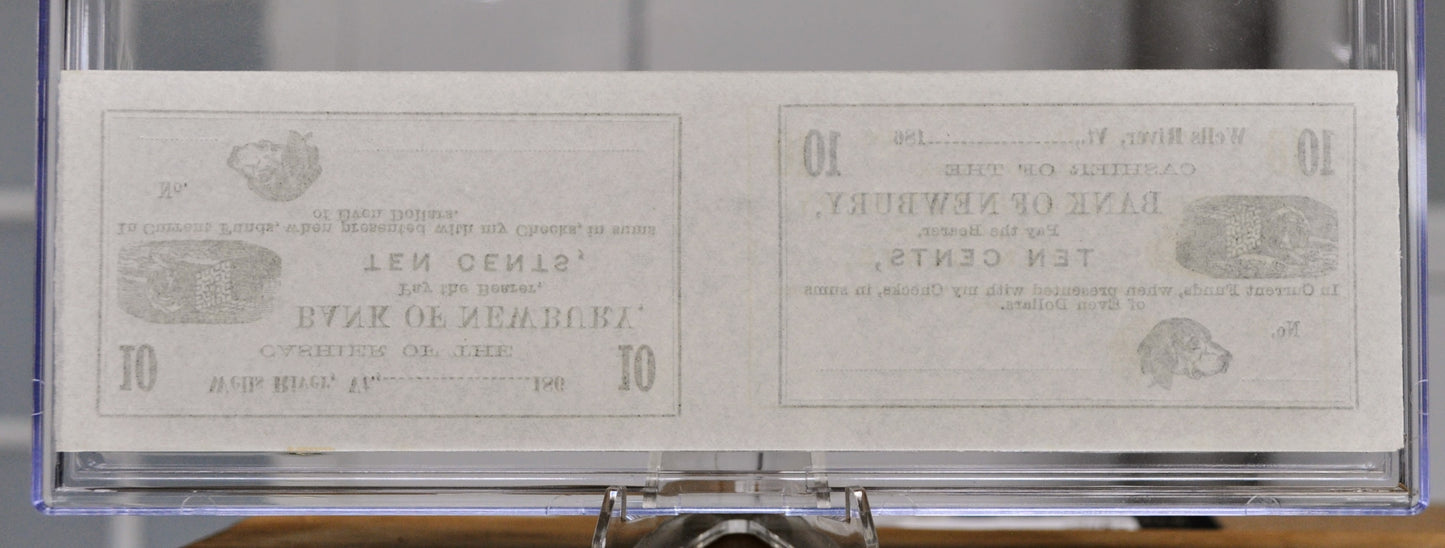 No.
of Even Dollars.
In Current Funds, when presented with my Checks, in sums
TEN CENTS,
Pay the Bearer,
BANK OF NEWBURY,
CASHIER OF THE
10 10
Wells River, Vt., 186
10 Wells River, Vt., 186 10
CASHIER OF THE
BANK OF NEWBURY,
Pay the Bearer,
TEN CENTS,
In Current Funds, when presented with my Checks, in sums
of Even Dollars.
No.